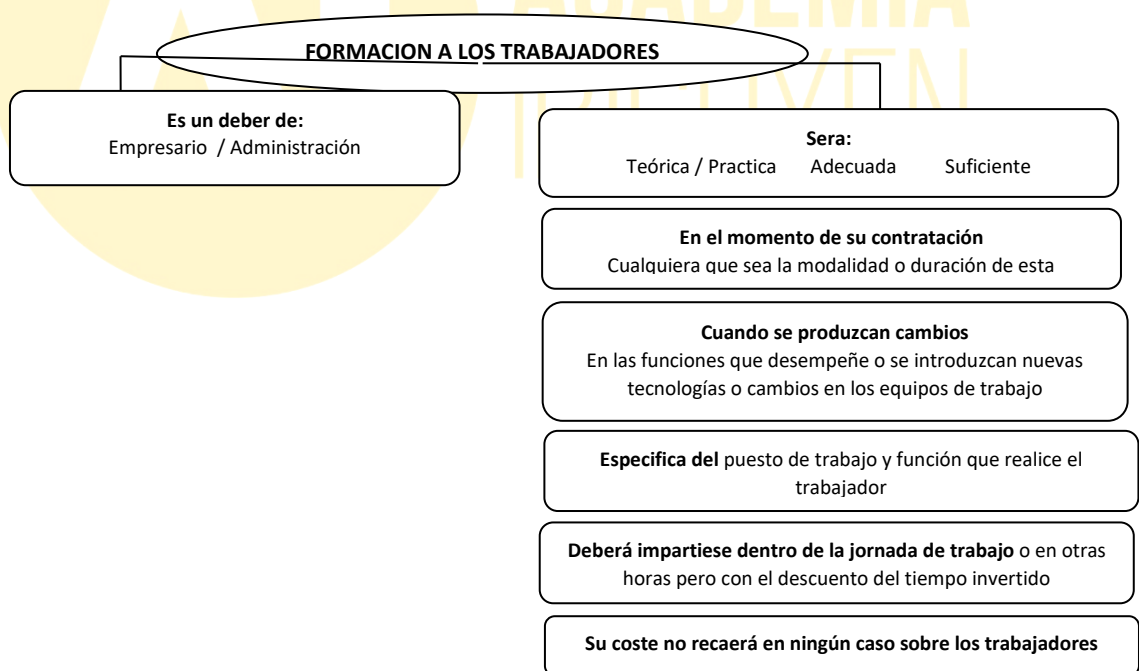 ACADEMIA
FORMACION A LOS TRABAJADORES
Es un deber de:
Empresario / Administración
Sera:
Teórica / Practica Adecuada Suficiente
En el momento de su contratación
Cualquiera que sea la modalidad o duración de esta
Cuando se produzcan cambios
En las funciones que desempeñe o se introduzcan nuevas
tecnologías o cambios en los equipos de trabajo
Especifica del puesto de trabajo y función que realice el
trabajador
Deberá impartiese dentro de la jornada de trabajo o en otras
horas pero con el descuento del tiempo invertido
Su coste no recaerá en ningún caso sobre los trabajadores